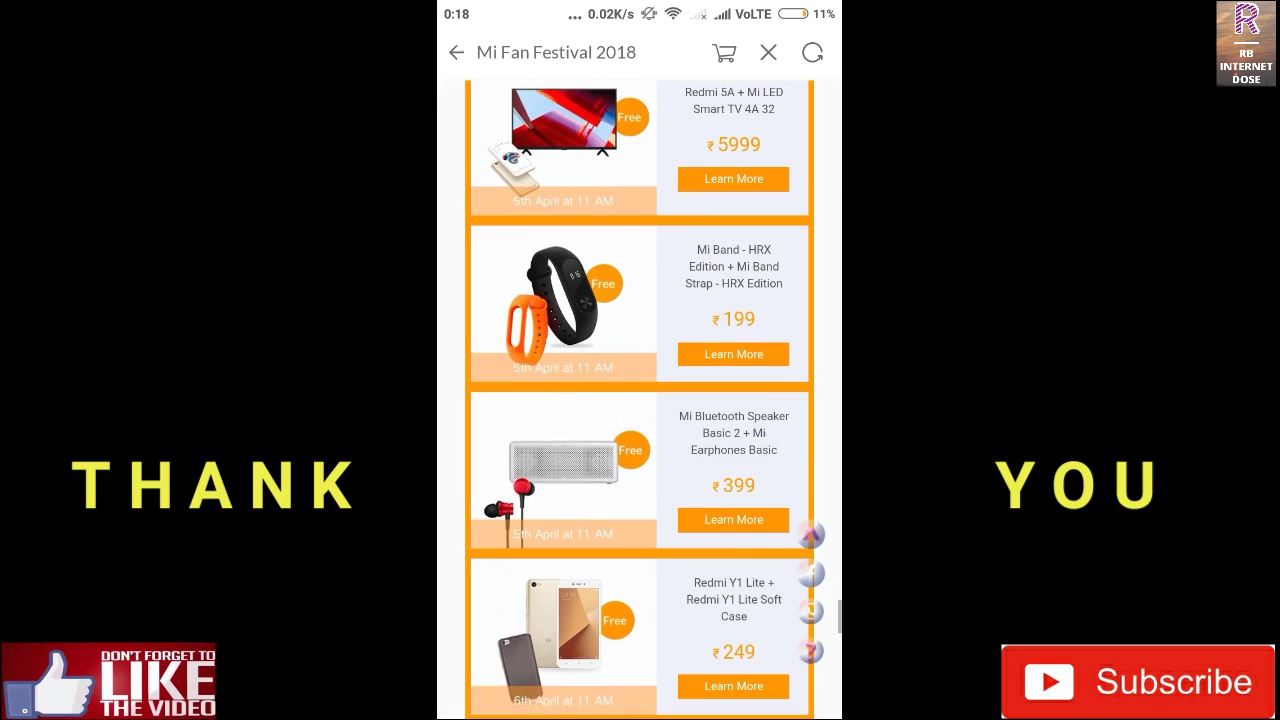 0:18
... 0.02K/s VoLTE 11%
Mi Fan Festival 2018
R
RB
INTERNET
DOSE
Free
5th April at 11 AM
Redmi 5A + Mi LED
Smart TV 4A 32
₹ 5999
Learn More
Free
5th April at 11 AM
Mi Band - HRX
Edition + Mi Band
Strap - HRX Edition
₹ 199
Learn More
Free
5th April at 11 AM
Mi Bluetooth Speaker
Basic 2 + Mi
Earphones Basic
₹ 399
Learn More
Free
6th April at 11 AM
Redmi Y1 Lite +
Redmi Y1 Lite Soft
Case
₹ 249
Learn More
THANK
YOU
DON'T FORGET TO
LIKE
THE VIDEO
Subscribe